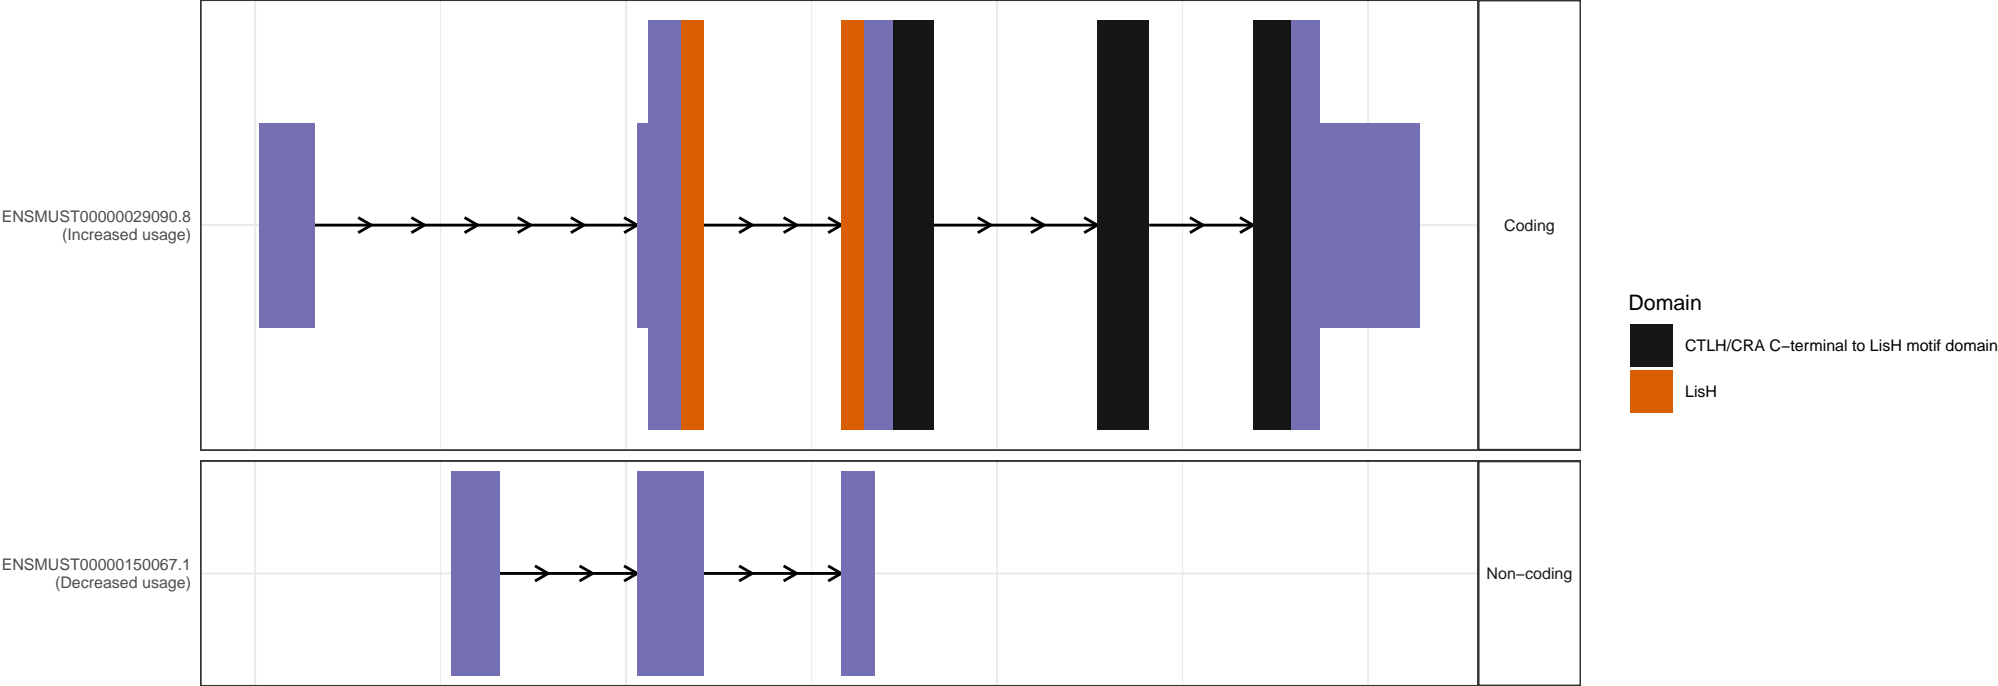 ENSMUST00000029090.8
(Increased usage)
Coding
Domain
CTLH/CRA C−terminal to LisH motif domain
LisH
ENSMUST00000150067.1
(Decreased usage)
Non−coding